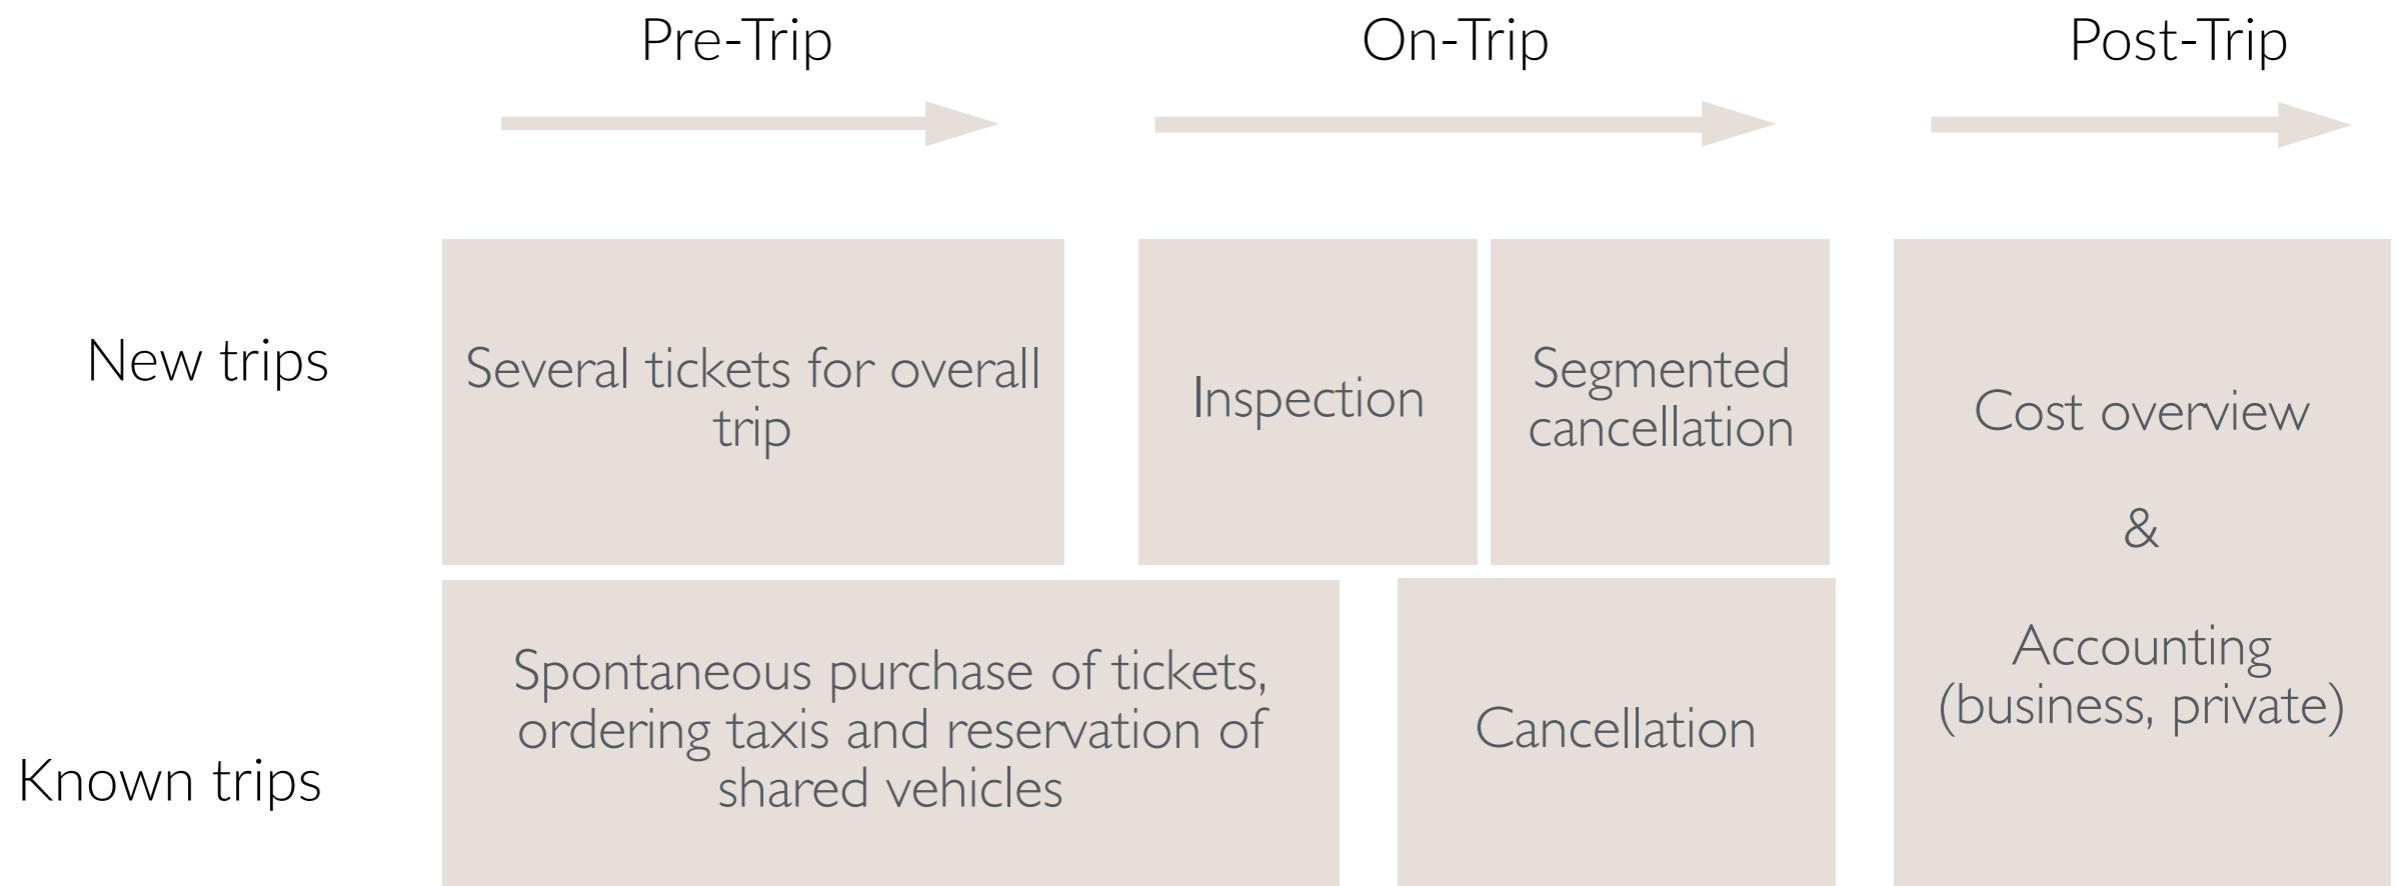 Pre-Trip
On-Trip
Post-Trip
New trips
Several tickets for overall
trip
Inspection
Segmented
cancellation
Cost overview
&
Accounting
(business, private)
Known trips
Spontaneous purchase of tickets,
ordering taxis and reservation of
shared vehicles
Cancellation